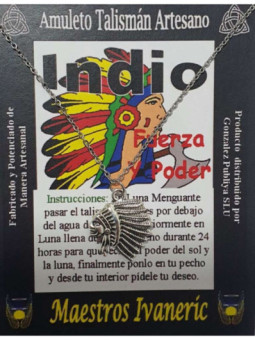 Amuleto Talismán Artesano
Indio
Fuerza
y Poder
Fabricado y Potenciado de
Manera Artesanal
Producto distribuido por
Gonzalez Pubhya SLU
Instrucciones: Luna Menguante
pasar el por debajo
del agua
Luna llena durante 24
horas para que poder del sol y
la luna, finalmente ponlo en tu pecho
y desde tu interior pídele tu deseo.
Maestros Ivaneric